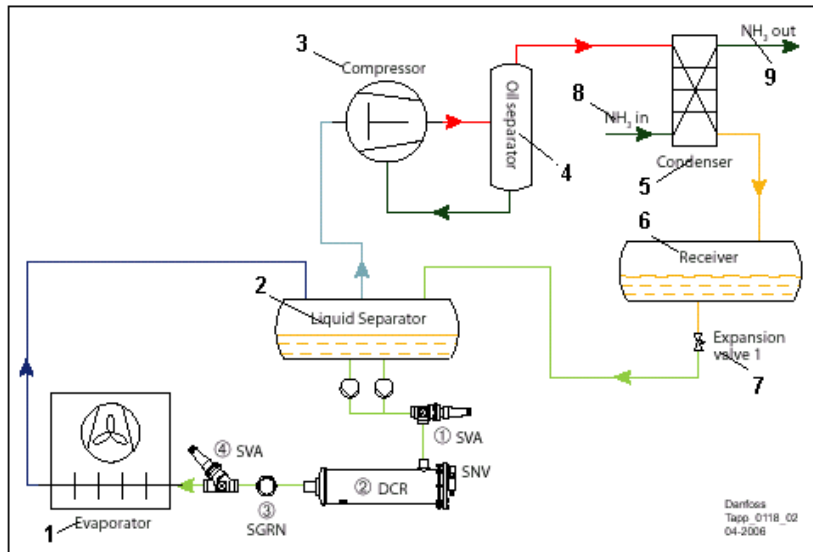 3
Compressor
Oil separator
4
NH₃ out
9
8
NH₃ in
Condenser
5
6
Receiver
2
Liquid Separator
Expansion
valve 1
7
① SVA
④ SVA
SNV
② DCR
③
SGRN
1
Evaporator
Danfoss
Tapp_0118_02
04-2006